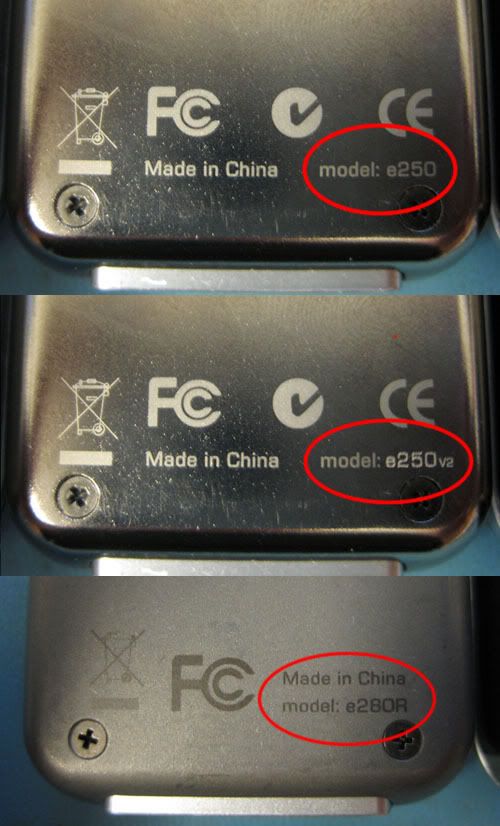 FC CE
Made in China model: e250
FC CE
Made in China model: e250v2
FC Made in China
model: e280R